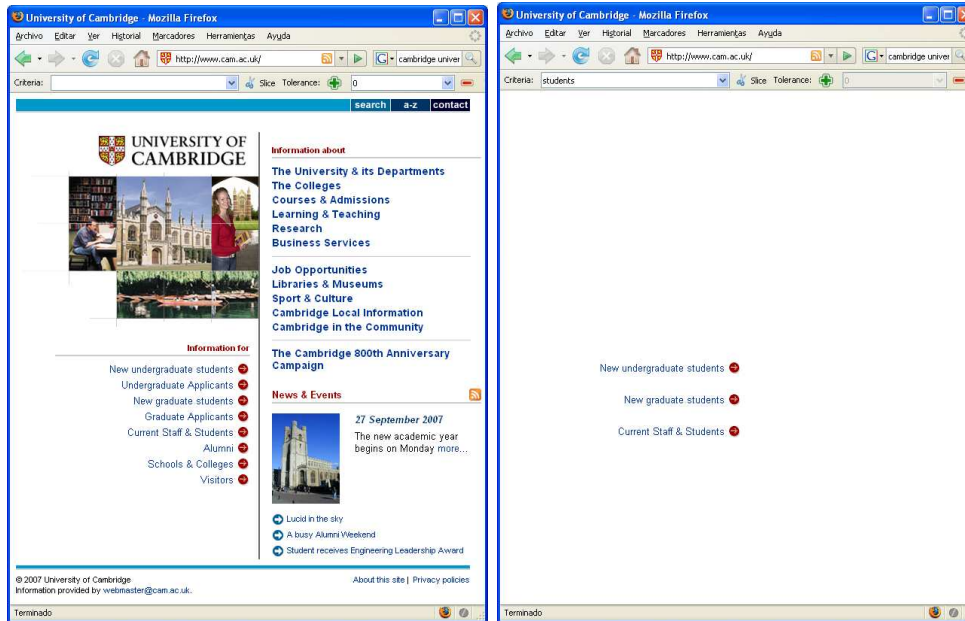 University of Cambridge - Mozilla Firefox
Archivo Editar Ver Historial Marcadores Herramientas Ayuda
http://www.cam.ac.uk/
G cambridge univer
Criteria:
Slice Tolerance: 0
search a-z contact
UNIVERSITY OF
CAMBRIDGE
Information for
New undergraduate students
Undergraduate Applicants
New graduate students
Graduate Applicants
Current Staff & Students
Alumni
Schools & Colleges
Visitors
Information about
The University & its Departments
The Colleges
Courses & Admissions
Learning & Teaching
Research
Business Services
Job Opportunities
Libraries & Museums
Sport & Culture
Cambridge Local Information
Cambridge in the Community
The Cambridge 800th Anniversary
Campaign
News & Events
27 September 2007
The new academic year
begins on Monday more...
Lucid in the sky
A busy Alumni Weekend
Student receives Engineering Leadership Award
© 2007 University of Cambridge
Information provided by webmaster@cam.ac.uk.
About this site | Privacy policies
Terminado
University of Cambridge - Mozilla Firefox
Archivo Editar Ver Historial Marcadores Herramientas Ayuda
http://www.cam.ac.uk/
G cambridge univer
Criteria: students
Slice Tolerance: 0
New undergraduate students
New graduate students
Current Staff & Students
Terminado